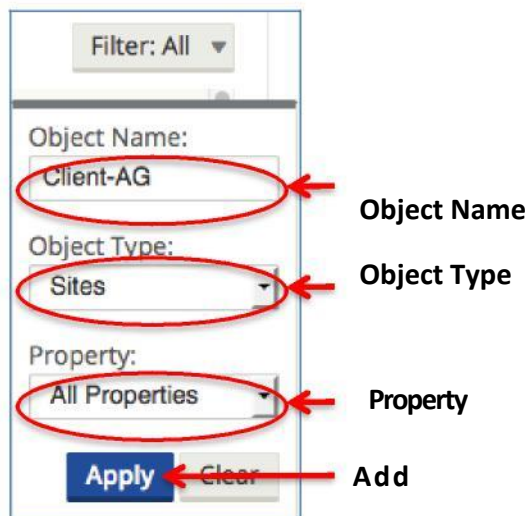 Filter: All
Object Name:
Client-AG
Object Name
Object Type:
Object Type
Sites
Property:
All Properties
Property
Apply Clear
Add